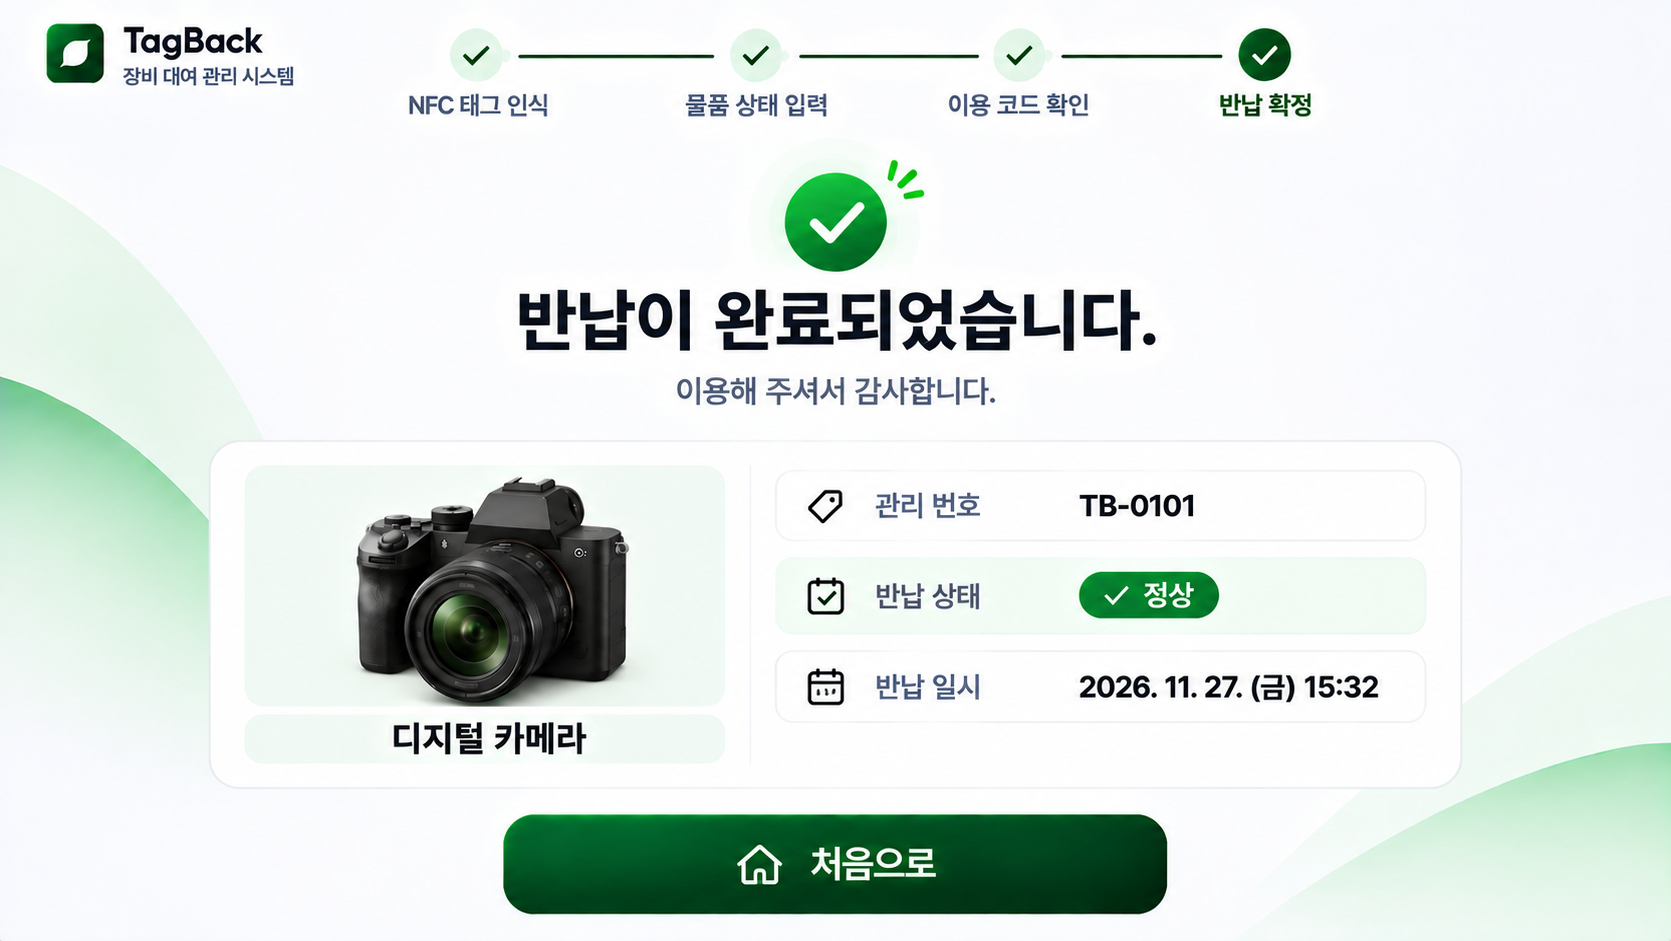 TagBack
장비 대여 관리 시스템
NFC 태그 인식
물품 상태 입력
이용 코드 확인
반납 확정
반납이 완료되었습니다.
이용해 주셔서 감사합니다.
관리 번호 TB-0101
반납 상태 정상
반납 일시 2026. 11. 27. (금) 15:32
디지털 카메라
처음으로